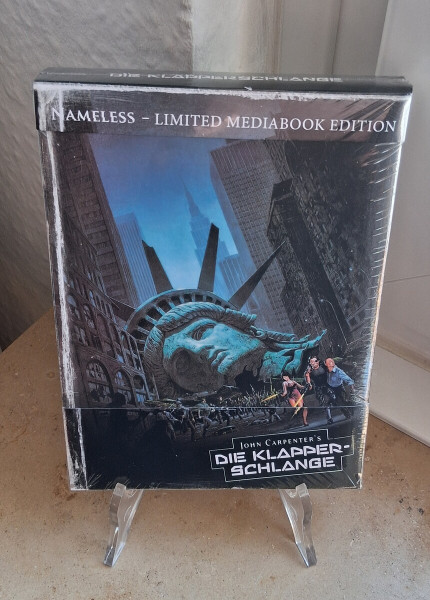 DIE KLAPPERSCHLANGE
NAMELESS – LIMITED MEDIABOOK EDITION
JOHN CARPENTER'S
DIE KLAPPER-
SCHLANGE